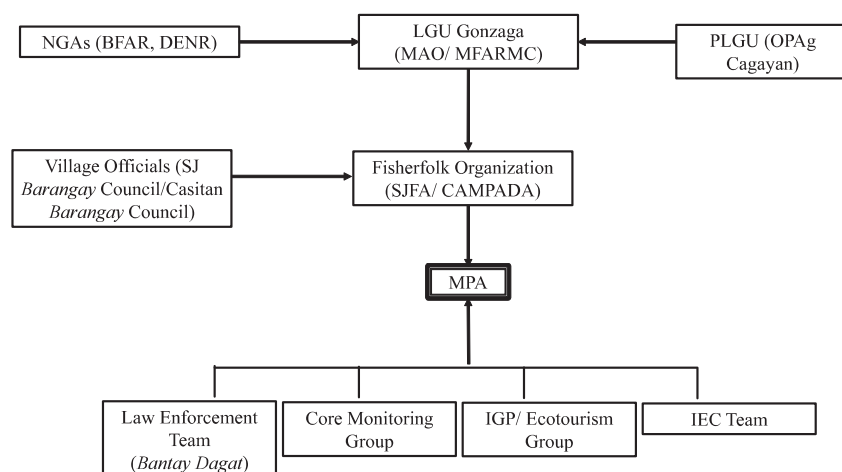 NGAs (BFAR, DENR)
LGU Gonzaga
(MAO/ MFARMC)
PLGU (OPAg
Cagayan)
Village Officials (SJ
Barangay Council/Casitan
Barangay Council)
Fisherfolk Organization
(SJFA/ CAMPADA)
MPA
Law Enforcement
Team
(Bantay Dagat)
Core Monitoring
Group
IGP/ Ecotourism
Group
IEC Team